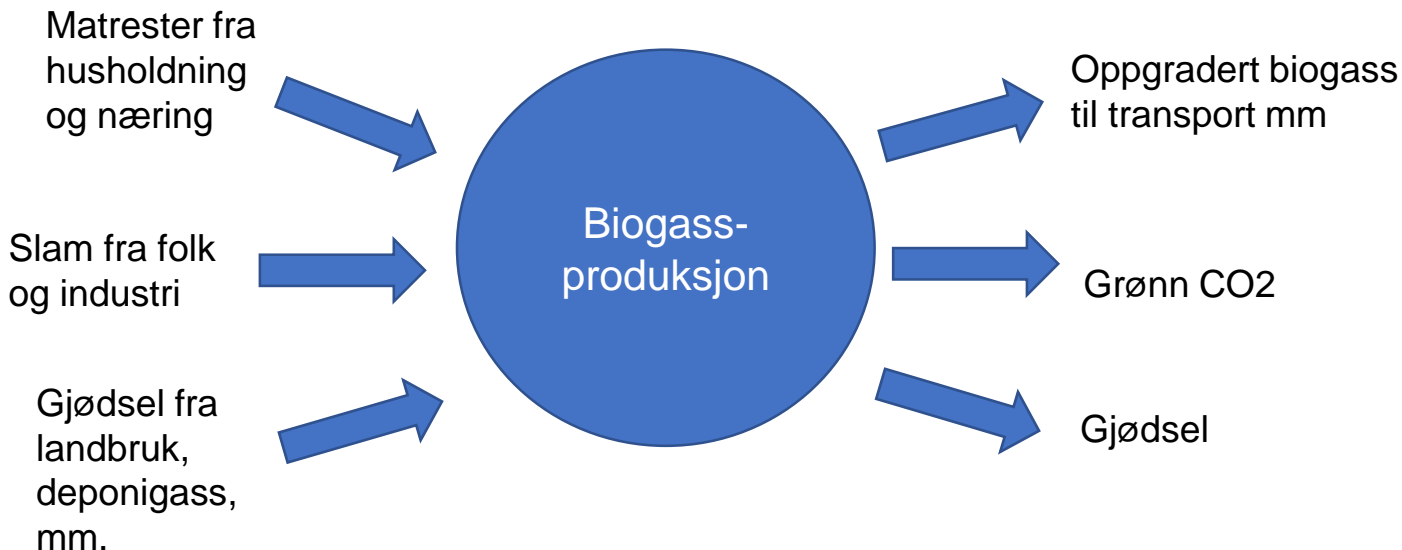 Matrester fra
husholdning
og næring
Slam fra folk
og industri
Gjødsel fra
landbruk,
deponigass,
mm.
Biogass-
produksjon
Oppgradert biogass
til transport mm
Grønn CO2
Gjødsel